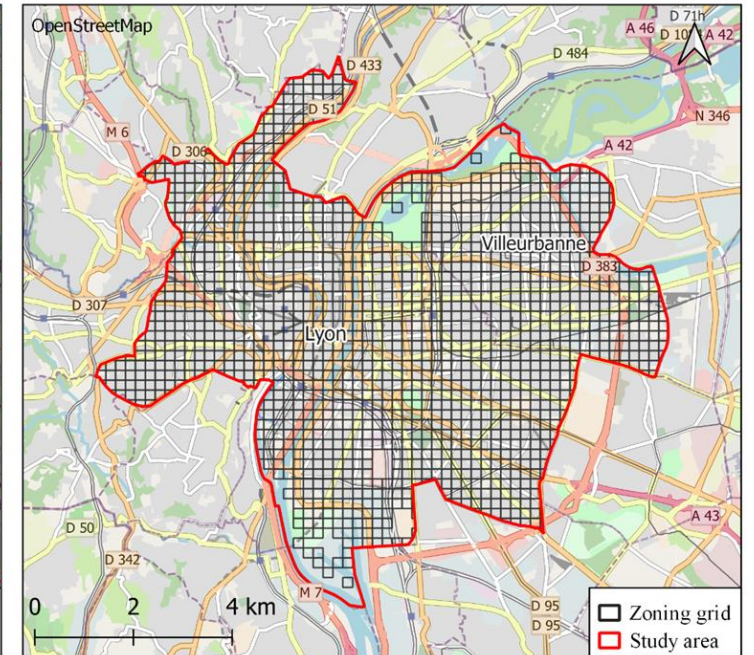 OpenStreetMap
D 71h
A 46
A 42
D 433
D 484
D 51
N 346
M 6
D 306
A 42
Villeurbanne
D 383
D 307
Lyon
D 50
A 43
D 342
M 7
0 2 4 km
D 95
D 95
Zoning grid
Study area